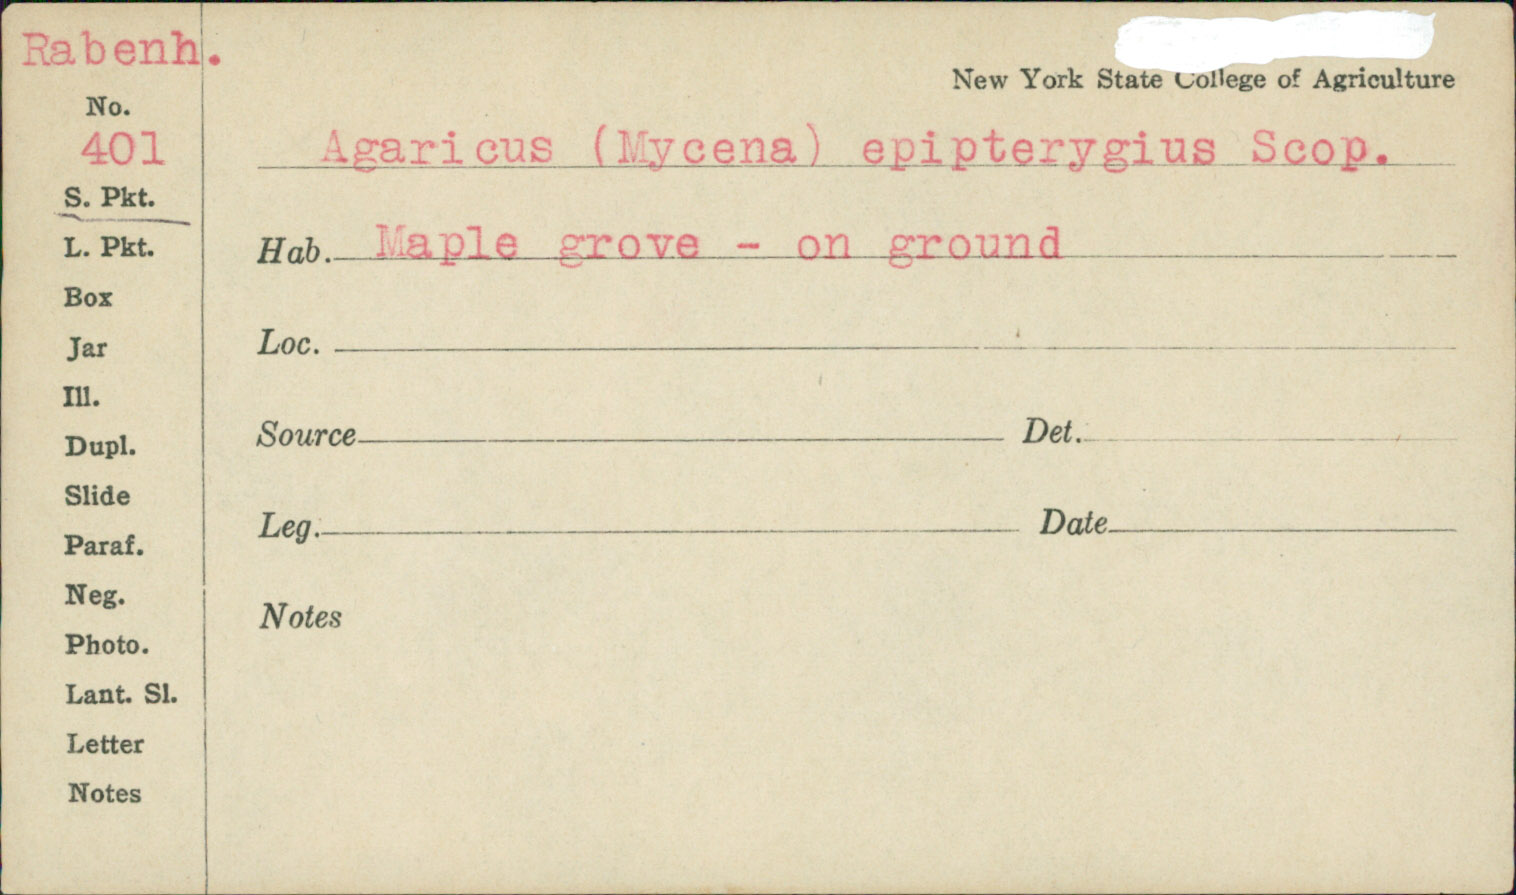 Rabenh.
New York State College of Agriculture
No.
401
Agaricus (Mycena) epipterygius Scop.
S. Pkt.
L. Pkt.
Hab. Maple grove - on ground
Box
Jar
Loc.
Ill.
Dupl.
Source Det.
Slide
Paraf.
Leg. Date
Neg.
Notes
Photo.
Lant. Sl.
Letter
Notes